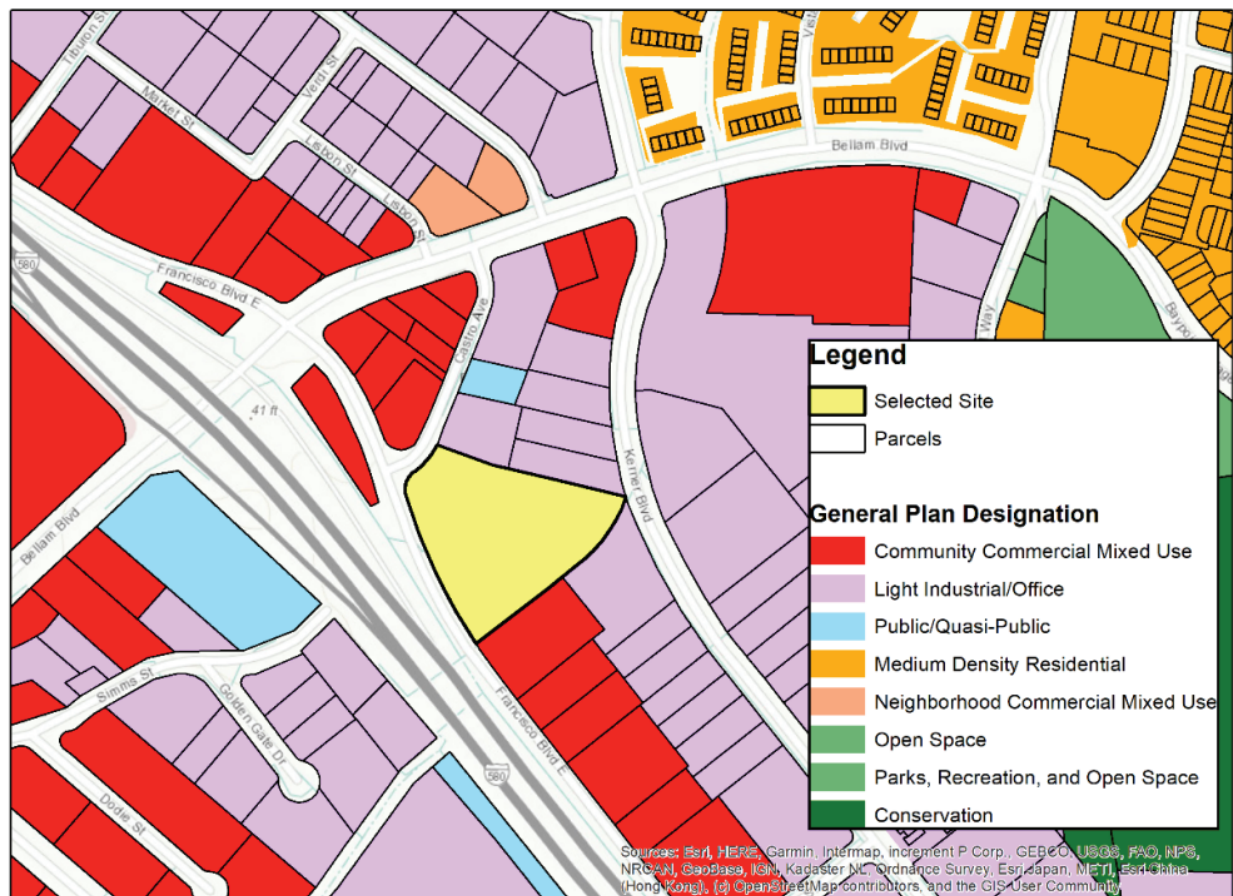 Tiburon St
Verdi St
Vista
Market St
Lisbon St
Lisbon St
Bellam Blvd
580
Francisco Blvd E
Castro Ave
41 ft
Kerner Blvd
Way
Legend
Selected Site
Parcels
General Plan Designation
Community Commercial Mixed Use
Light Industrial/Office
Public/Quasi-Public
Medium Density Residential
Neighborhood Commercial Mixed Use
Open Space
Parks, Recreation, and Open Space
Conservation
Bellam Blvd
Simms St
Golden Gate Dr
Dodie St
Francisco Blvd E
580
Sources: Esri, HERE, Garmin, Intermap, increment P Corp., GEBCO, USGS, FAO, NPS,
NRCAN, GeoBase, IGN, Kadaster NL, Ordnance Survey, Esri Japan, METI, Esri China
(Hong Kong), (c) OpenStreetMap contributors, and the GIS User Community